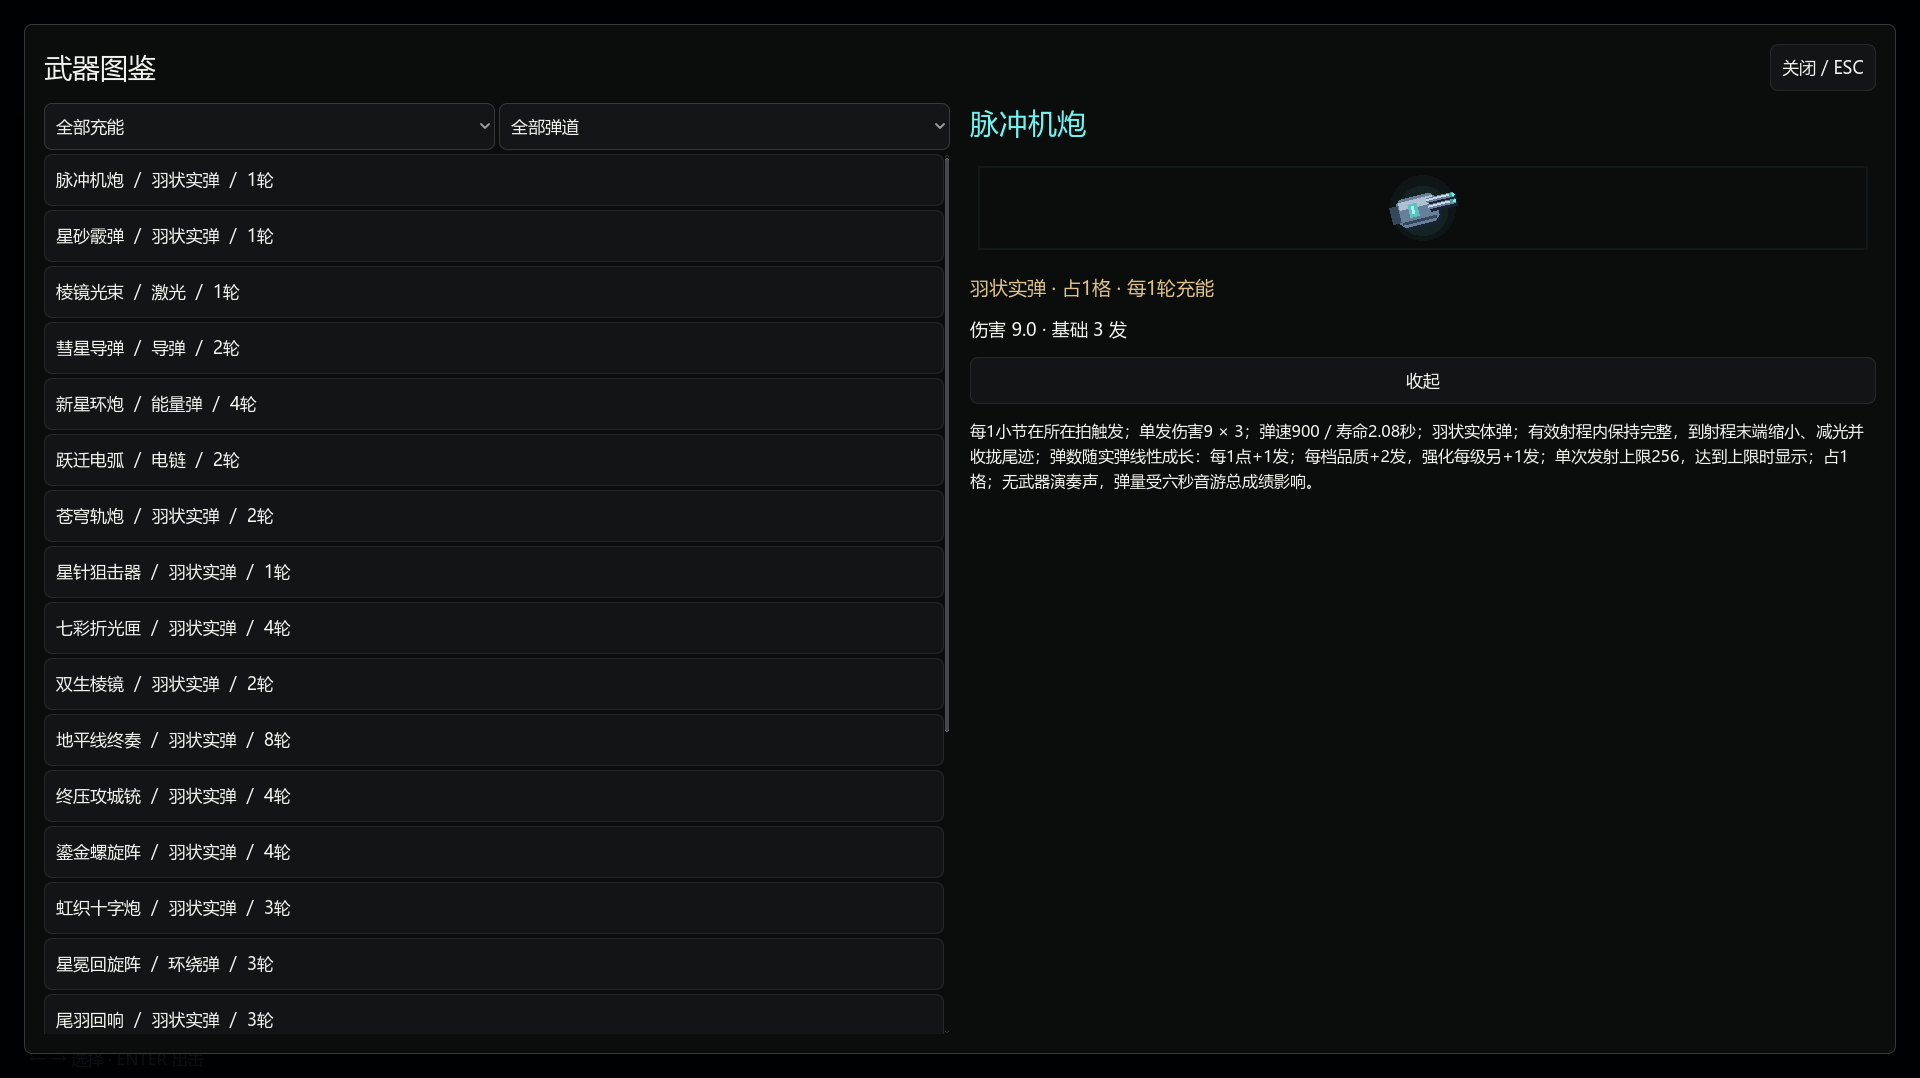 武器图鉴
关闭 / ESC
全部充能
全部弹道
脉冲机炮 / 羽状实弹 / 1轮
星砂霰弹 / 羽状实弹 / 1轮
棱镜光束 / 激光 / 1轮
彗星导弹 / 导弹 / 2轮
新星环炮 / 能量弹 / 4轮
跃迁电弧 / 电链 / 2轮
苍穹轨炮 / 羽状实弹 / 2轮
星针狙击器 / 羽状实弹 / 1轮
七彩折光匣 / 羽状实弹 / 4轮
双生棱镜 / 羽状实弹 / 2轮
地平线终奏 / 羽状实弹 / 8轮
终压攻城铳 / 羽状实弹 / 4轮
鎏金螺旋阵 / 羽状实弹 / 4轮
虹织十字炮 / 羽状实弹 / 3轮
星冕回旋阵 / 环绕弹 / 3轮
尾羽回响 / 羽状实弹 / 3轮
脉冲机炮
羽状实弹 · 占1格 · 每1轮充能
伤害 9.0 · 基础 3 发
收起
每1小节在所在拍触发；单发伤害9 × 3；弹速900 / 寿命2.08秒；羽状实体弹；有效射程内保持完整，到射程末端缩小、减光并
收拢尾迹；弹数随实弹线性成长：每1点+1发；每档品质+2发，强化每级另+1发；单次发射上限256，达到上限时显示；占1
格；无武器演奏声，弹量受六秒音游总成绩影响。
← → 选择 · ENTER 出击